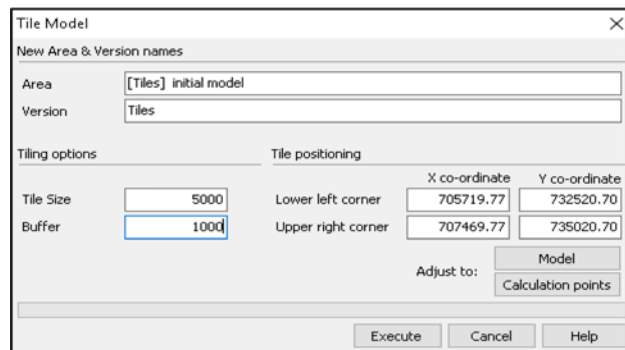 Tile Model
New Area & Version names
Area [Tiles] initial model
Version Tiles
Tiling options Tile positioning
X co-ordinate Y co-ordinate
Tile Size 5000 Lower left corner 705719.77 732520.70
Buffer 1000 Upper right corner 707469.77 735020.70
Adjust to: Model
Calculation points
Execute Cancel Help